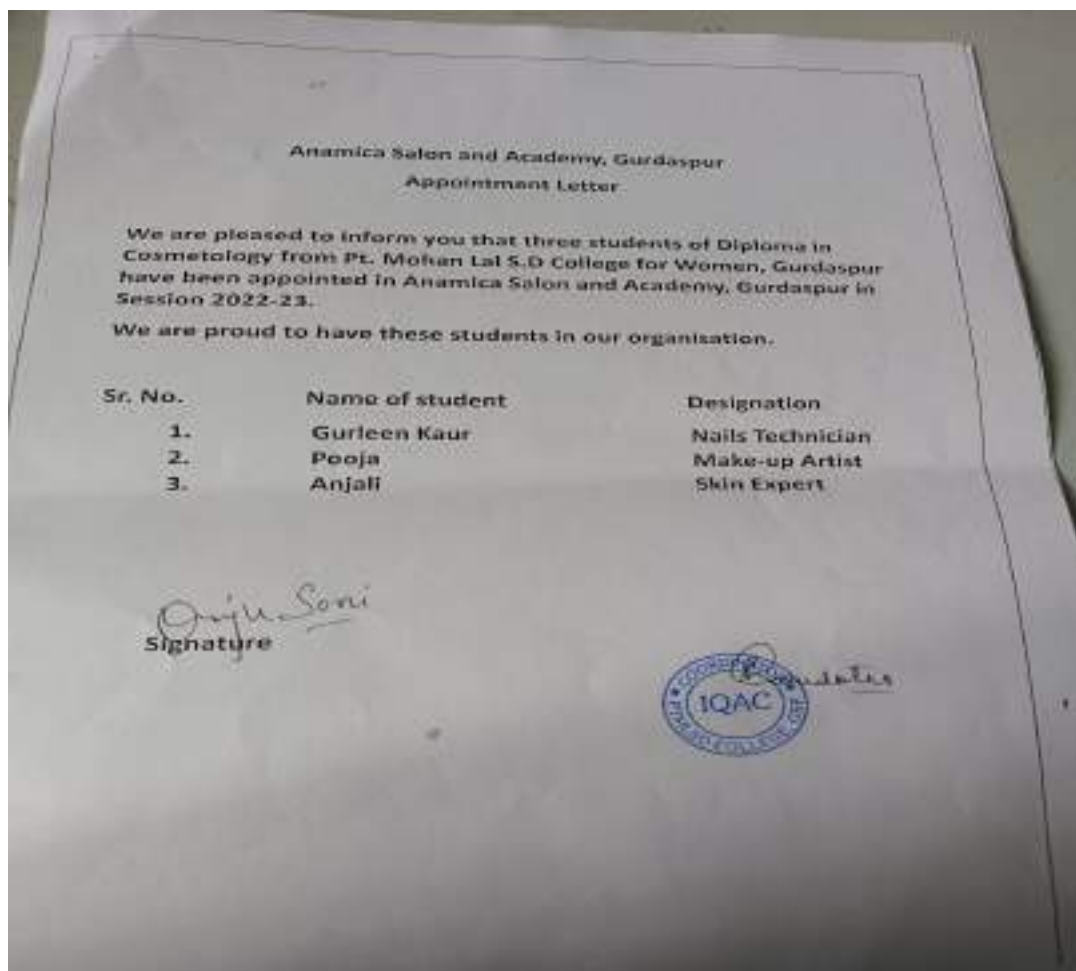 Anamica Salon and Academy, Gurdaspur
Appointmant Letter
We are pleased to inform you that three students of Diploma in
Cosmetology from Pt. Mohan Lal S.D College for Women, Gurdaspur
have been appointed in Anamica Salon and Academy, Gurdaspur in
Session 2022-23.
We are proud to have these students in our organisation.
Sr. No. Name of student Designation
1. Gurleen Kaur Nails Technician
2. Pooja Make-up Artist
3. Anjali Skin Expert
Soni
Signature
IQAC
COLLEGE